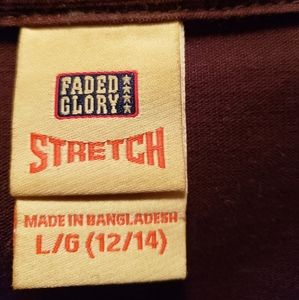 FADED
GLORY
STRETCH
MADE IN BANGLADESH
L/G (12/14)